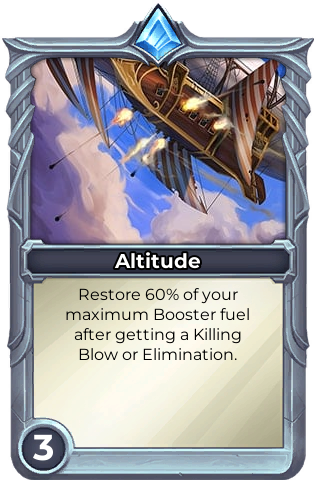 Altitude
Restore 60% of your
maximum Booster fuel
after getting a Killing
Blow or Elimination.
3